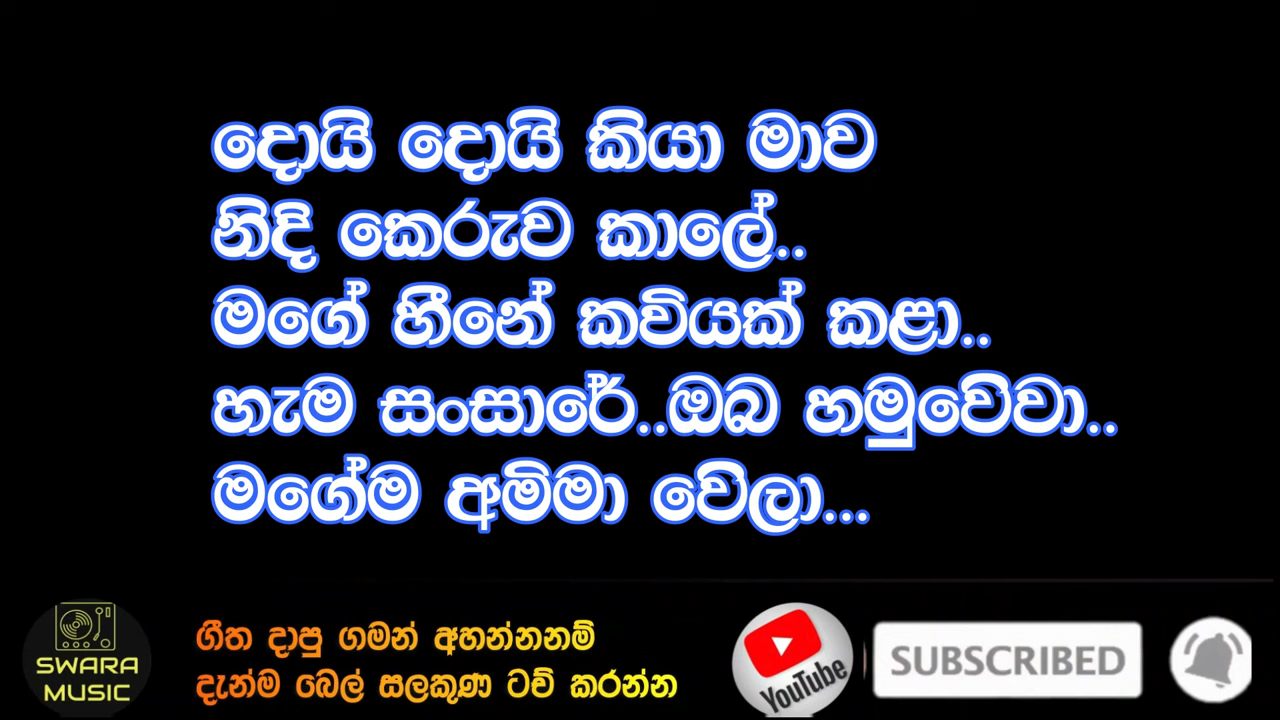 දොයි දොයි කියා මාව
නිදි කෙරුව කාලේ..
මගේ හීනේ කවියක් කළා..
හැම සංසාරේ..ඔබ හමුවේවා..
මගේම අම්මා වේලා...
ගීත දාපු ගමන් අහන්නනම්
දැන්ම බෙල් සලකුණ ටච් කරන්න
SWARA
MUSIC
YouTube
SUBSCRIBED